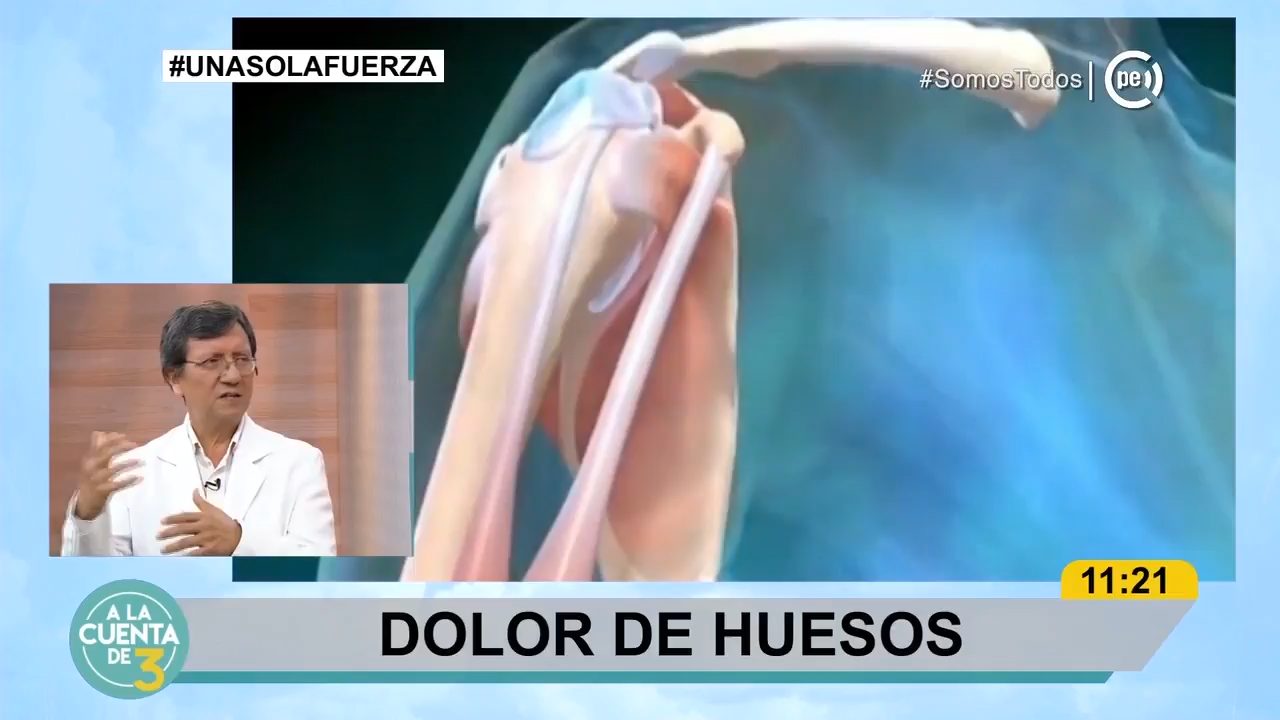 #UNASOLAFUERZA
#SomosTodos
pe
11:21
A LA
CUENTA
DE 3
DOLOR DE HUESOS